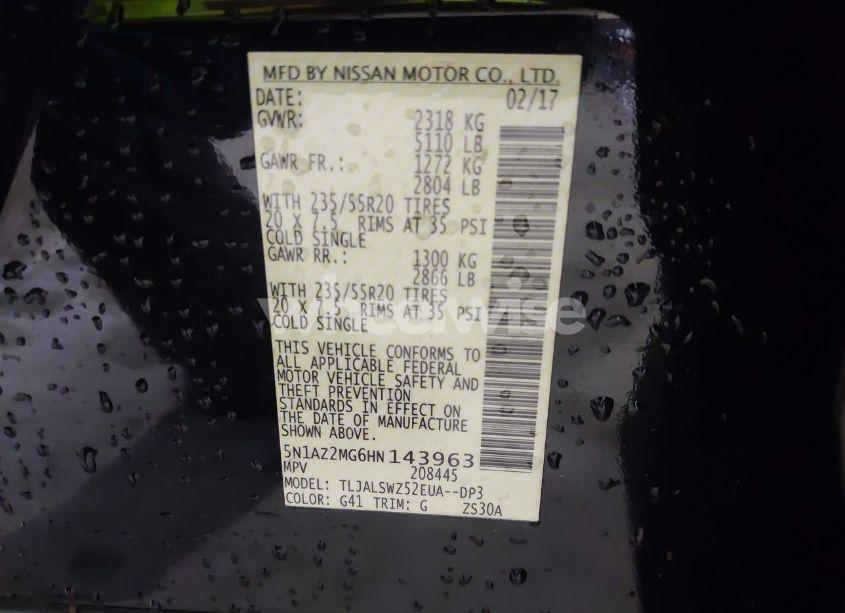 MFD BY NISSAN MOTOR CO., LTD.
DATE: 02/17
GVWR: 2318 KG
5110 LB
GAWR FR.: 1272 KG
2804 LB
WITH 235/55R20 TIRES
20 X 7.5 RIMS AT 35 PSI
COLD SINGLE
GAWR RR.: 1300 KG
2866 LB
WITH 235/55R20 TIRES
20 X 7.5 RIMS AT 35 PSI
COLD SINGLE
wheelwise
THIS VEHICLE CONFORMS TO
ALL APPLICABLE FEDERAL
MOTOR VEHICLE SAFETY AND
THEFT PREVENTION
STANDARDS IN EFFECT ON
THE DATE OF MANUFACTURE
SHOWN ABOVE.
5N1AZ2MG6HN143963
MPV 208445
MODEL: TLJALSWZ52EUA--DP3
COLOR: G41 TRIM: G ZS30A